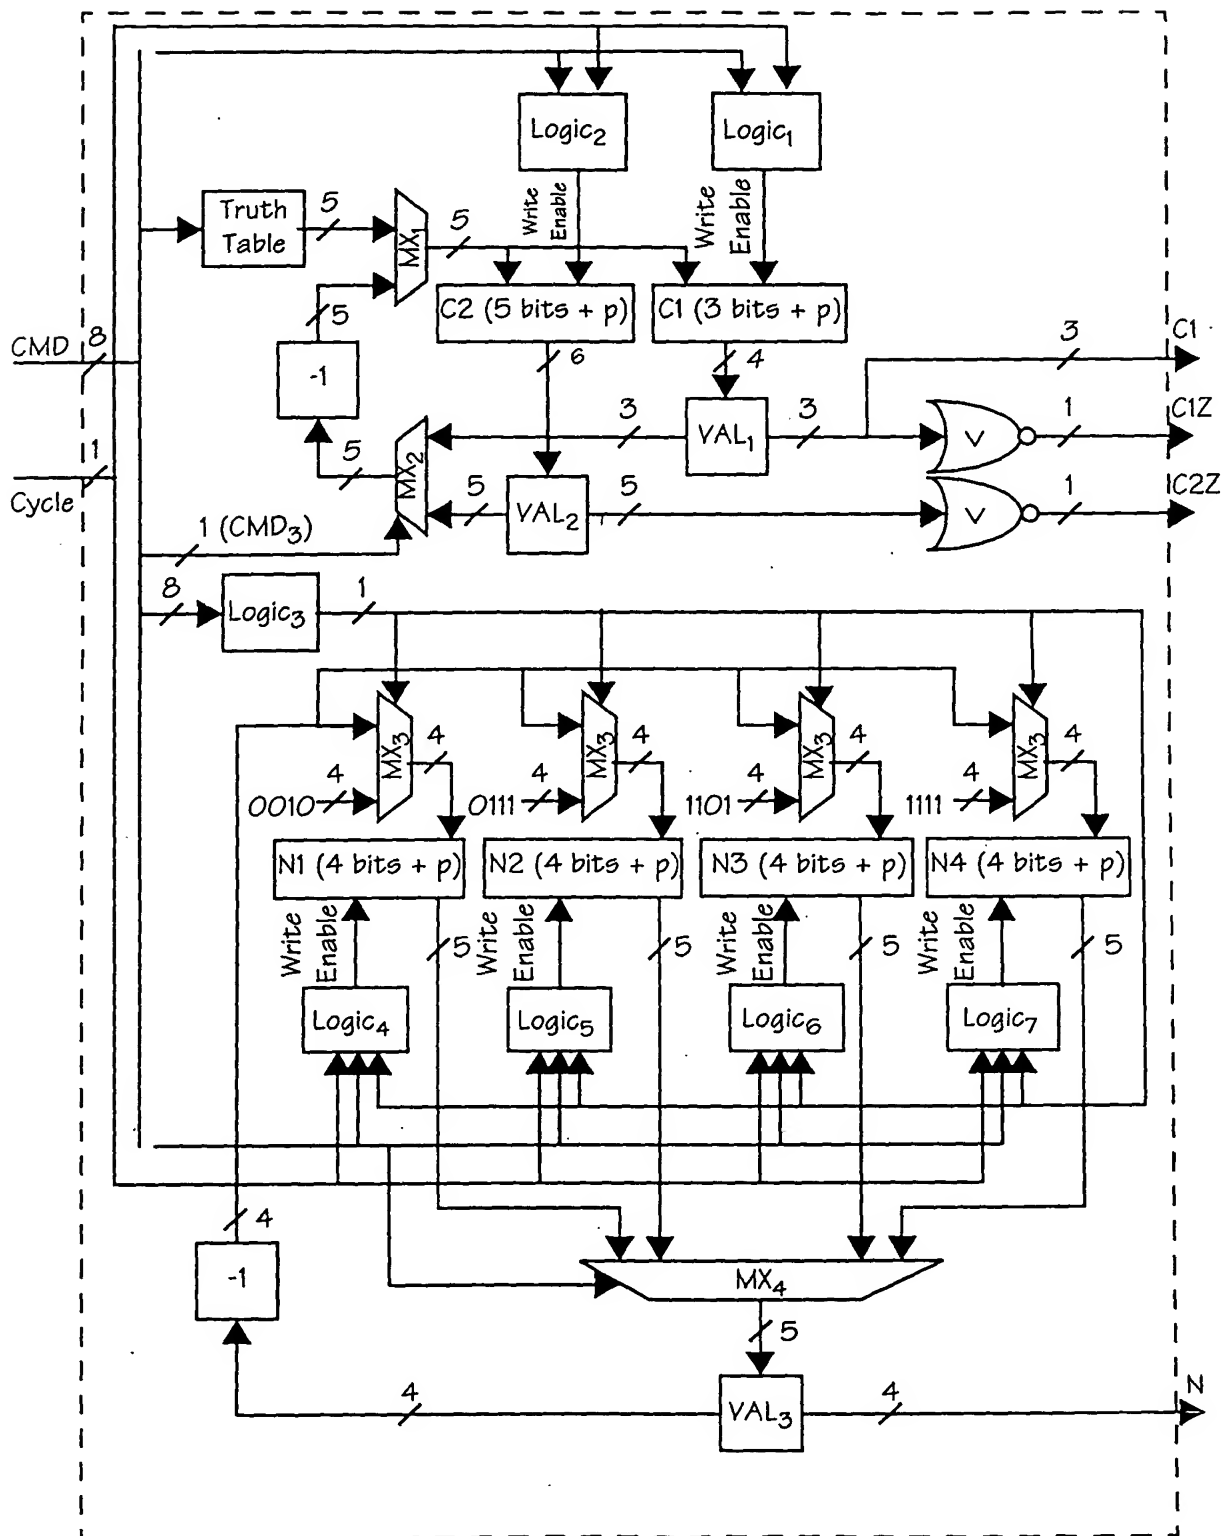 Logic2
Logic1
Write
Enable
Write
Enable
Truth
Table
5
MX1
5
C2 (5 bits + p)
C1 (3 bits + p)
CMD
8
5
-1
6
4
3
C1
3
VAL1
3
V
1
C1Z
Cycle
1
5
MX2
5
VAL2
5
V
1
C2Z
1 (CMD3)
8
Logic3
1
MX3
4
MX3
4
MX3
4
MX3
4
4
0010
4
0111
4
1101
4
1111
N1 (4 bits + p)
N2 (4 bits + p)
N3 (4 bits + p)
N4 (4 bits + p)
Write
Enable
5
Write
Enable
5
Write
Enable
5
Write
Enable
5
Logic4
Logic5
Logic6
Logic7
4
-1
MX4
5
4
VAL3
4
N